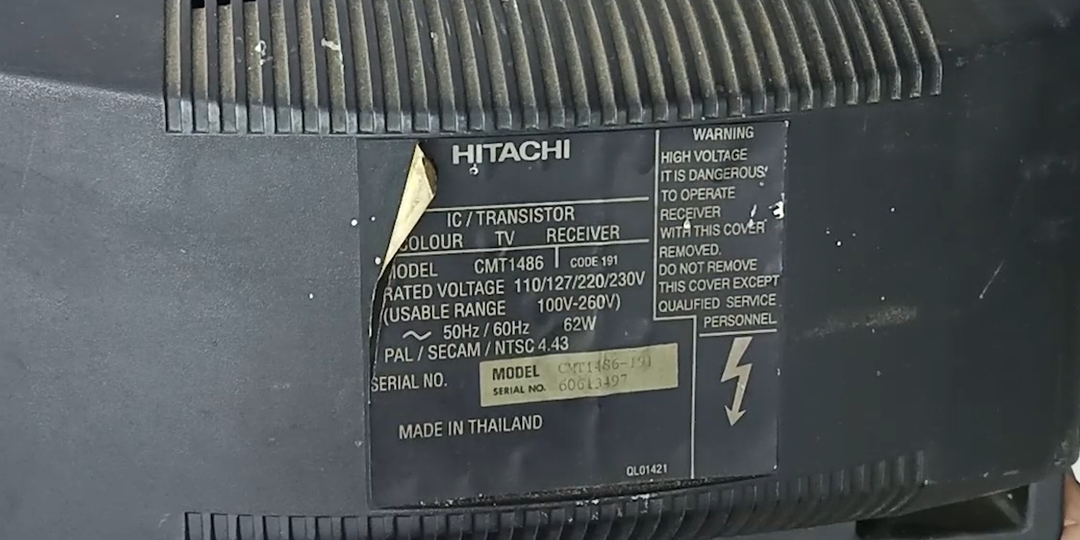 HITACHI
IC / TRANSISTOR
COLOUR TV RECEIVER
MODEL CMT1486 CODE 191
RATED VOLTAGE 110/127/220/230V
(USABLE RANGE 100V-260V)
~ 50Hz / 60Hz 62W
PAL / SECAM / NTSC 4.43
SERIAL NO.
MODEL CMT1486-191
SERIAL NO. 60613497
MADE IN THAILAND
QL01421
WARNING
HIGH VOLTAGE
IT IS DANGEROUS
TO OPERATE
RECEIVER
WITH THIS COVER
REMOVED.
DO NOT REMOVE
THIS COVER EXCEPT
QUALIFIED SERVICE
PERSONNEL.